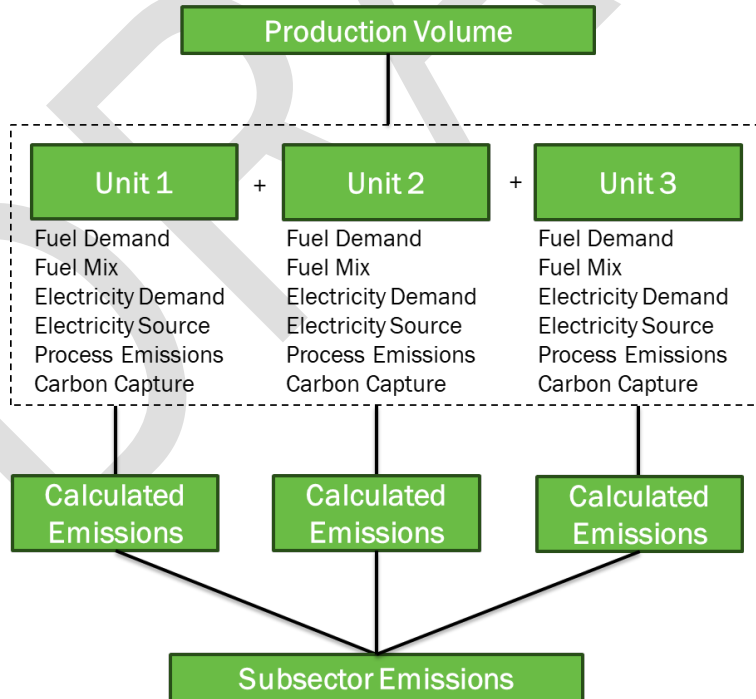 Production Volume
Unit 1 + Unit 2 + Unit 3
Fuel Demand Fuel Demand Fuel Demand
Fuel Mix Fuel Mix Fuel Mix
Electricity Demand Electricity Demand Electricity Demand
Electricity Source Electricity Source Electricity Source
Process Emissions Process Emissions Process Emissions
Carbon Capture Carbon Capture Carbon Capture
Calculated Calculated Calculated
Emissions Emissions Emissions
Subsector Emissions